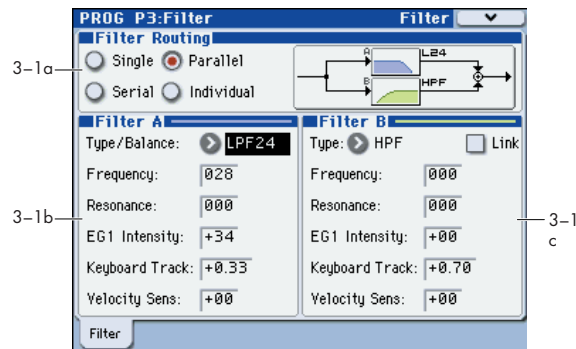 PROG P3:Filter Filter
Filter Routing
Single Parallel
Serial Individual
A L24
B HPF
3-1a
Filter A
Type/Balance: LPF24
Frequency: 028
Resonance: 000
EG1 Intensity: +34
Keyboard Track: +0.33
Velocity Sens: +00
3-1b
Filter B
Type: HPF Link
Frequency: 000
Resonance: 000
EG1 Intensity: +00
Keyboard Track: +0.70
Velocity Sens: +00
3-1
c
Filter